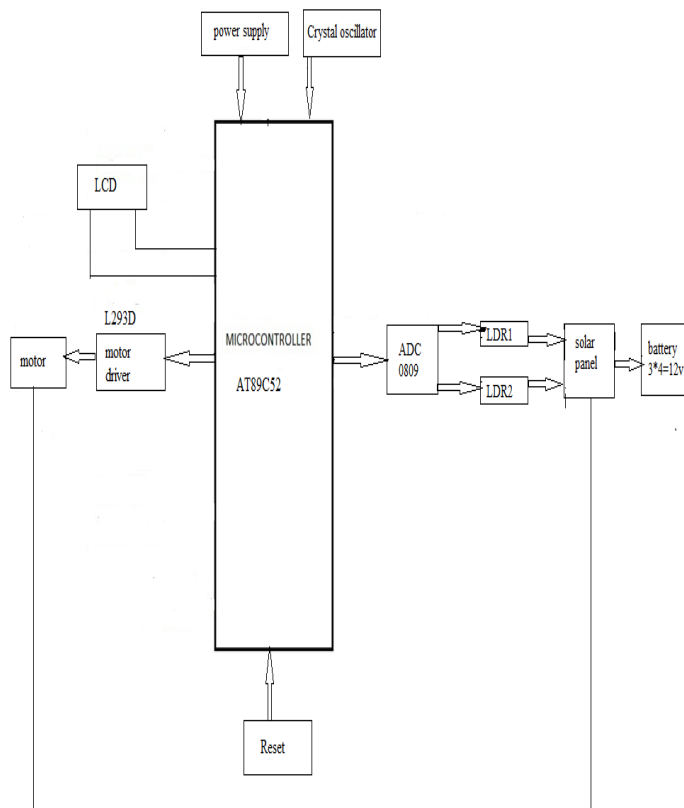 power supply
Crystal oscillator
LCD
L293D
motor
motor
driver
MICROCONTROLLER
AT89C52
ADC
0809
LDR1
LDR2
solar
panel
battery
3*4=12v
Reset